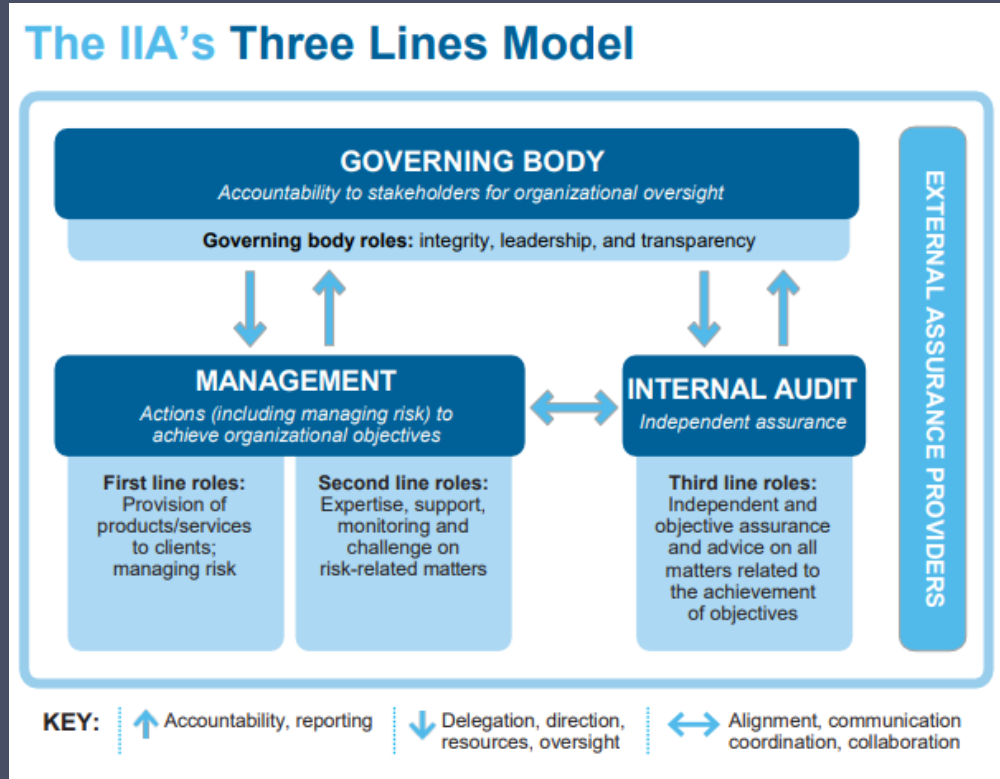 The IIA's Three Lines Model
GOVERNING BODY
Accountability to stakeholders for organizational oversight
Governing body roles: integrity, leadership, and transparency
MANAGEMENT
Actions (including managing risk) to
achieve organizational objectives
First line roles:
Provision of
products/services
to clients;
managing risk
Second line roles:
Expertise, support,
monitoring and
challenge on
risk-related matters
INTERNAL AUDIT
Independent assurance
Third line roles:
Independent and
objective assurance
and advice on all
matters related to
the achievement
of objectives
EXTERNAL ASSURANCE PROVIDERS
KEY:
Accountability, reporting
Delegation, direction,
resources, oversight
Alignment, communication
coordination, collaboration